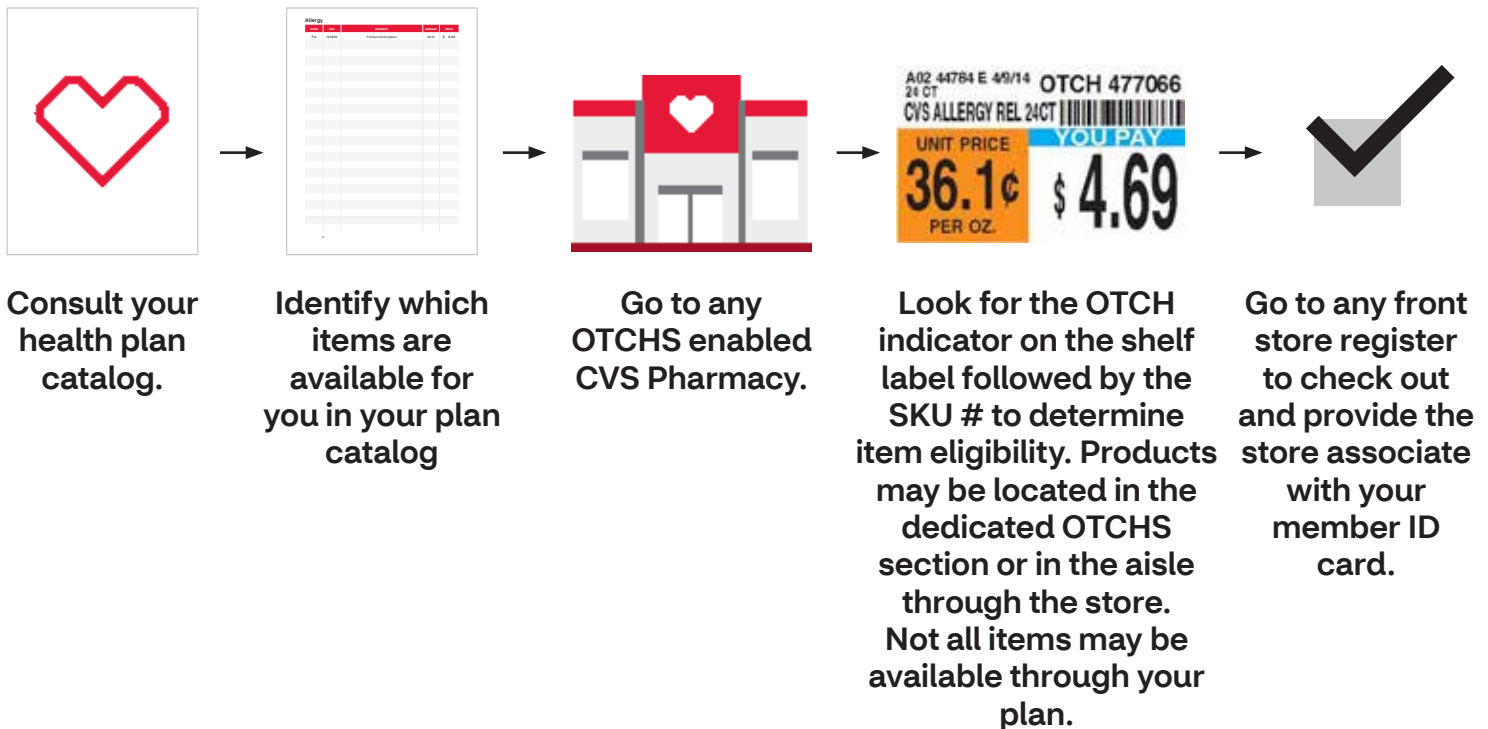 Allergy
Product Description
A02 44784 E 4/9/14
24 CT
OTCH 477066
CVS ALLERGY REL 24CT
UNIT PRICE
36.1¢
PER OZ.
YOU PAY
$ 4.69
Consult your
health plan
catalog.
Identify which
items are
available for
you in your plan
catalog
Go to any
OTCHS enabled
CVS Pharmacy.
Look for the OTCH
indicator on the shelf
label followed by the
SKU # to determine
item eligibility. Products
may be located in the
dedicated OTCHS
section or in the aisle
through the store.
Not all items may be
available through your
plan.
Go to any front
store register
to check out
and provide the
store associate
with your
member ID
card.